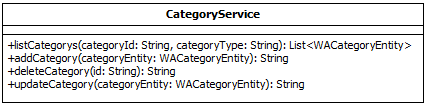 CategoryService
+listCategorys(categoryId: String, categoryType: String): List<WACategoryEntity>
+addCategory(categoryEntity: WACategoryEntity): String
+deleteCategory(id: String): String
+updateCategory(categoryEntity: WACategoryEntity): String